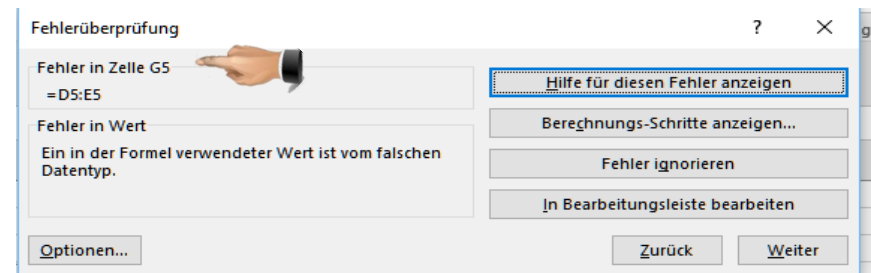 Fehlerüberprüfung ? ×
g
Fehler in Zelle G5
=D5:E5
Hilfe für diesen Fehler anzeigen
Fehler in Wert
Berechnungs-Schritte anzeigen...
Ein in der Formel verwendeter Wert ist vom falschen
Datentyp.
Fehler ignorieren
In Bearbeitungsleiste bearbeiten
Optionen...
Zurück
Weiter